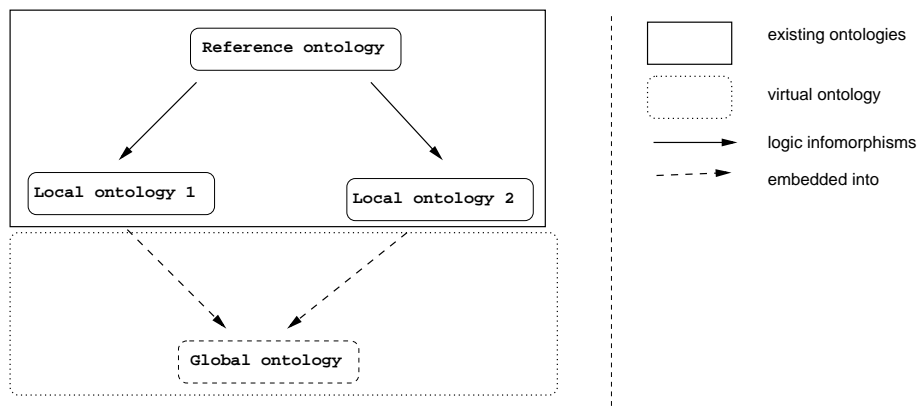 Reference ontology
Local ontology 1
Local ontology 2
Global ontology
existing ontologies
virtual ontology
logic infomorphisms
embedded into